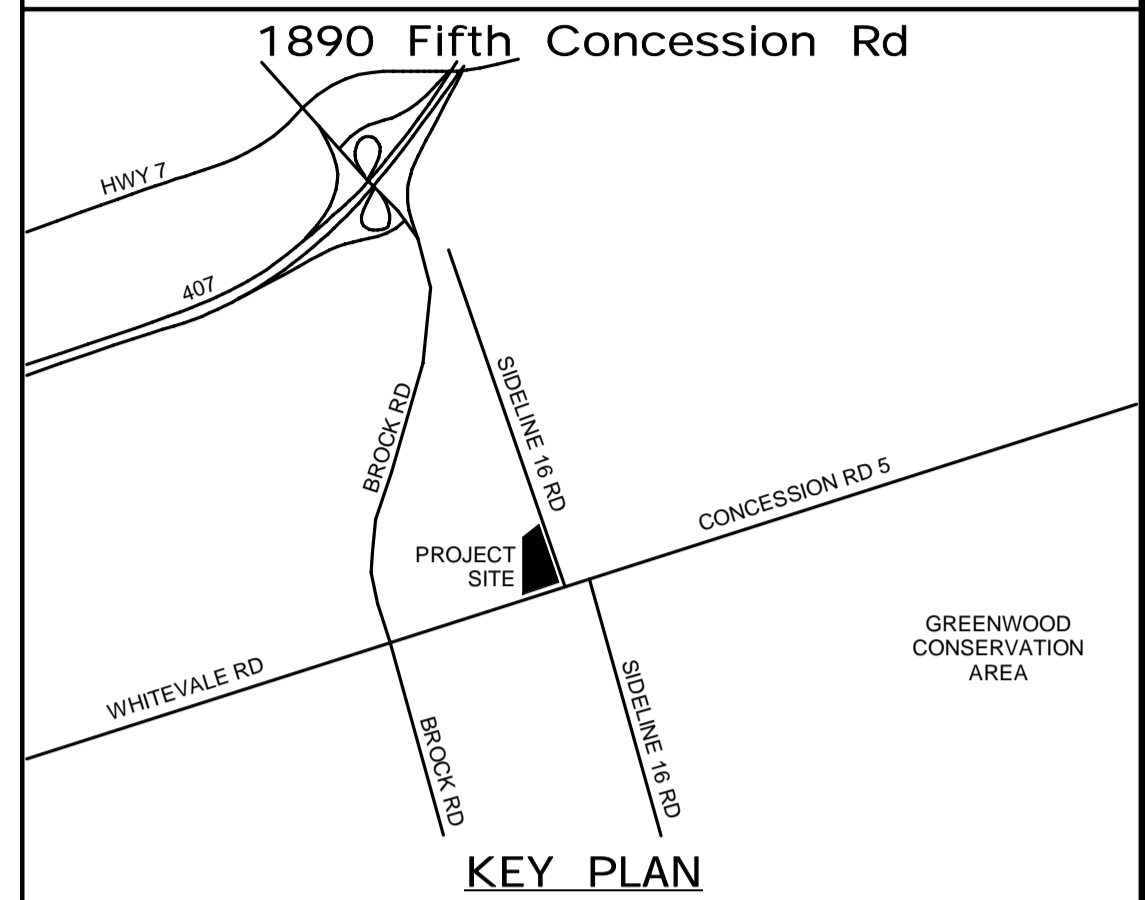 1890 Fifth Concession Rd
HWY 7
407
SIDELINE 16 RD
BROCK RD
CONCESSION RD 5
PROJECT
SITE
GREENWOOD
CONSERVATION
AREA
WHITEVALE RD
SIDELINE 16 RD
BROCK RD
KEY PLAN